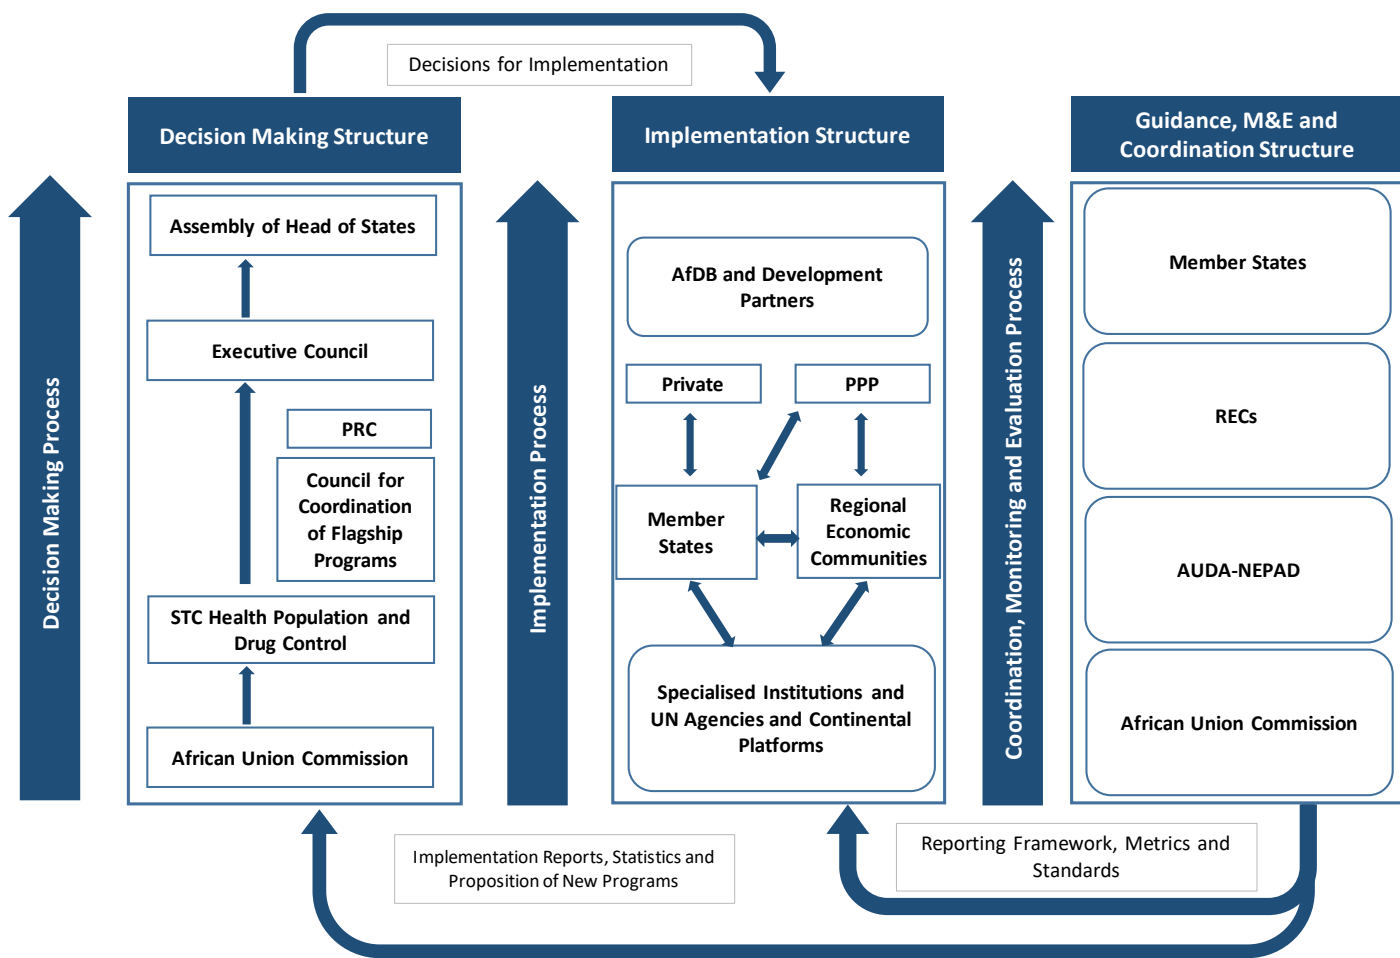 Decisions for Implementation
Decision Making Structure
Implementation Structure
Guidance, M&E and
Coordination Structure
Decision Making Process
Assembly of Head of States
Executive Council
PRC
Council for
Coordination
of Flagship
Programs
STC Health Population and
Drug Control
African Union Commission
Implementation Process
AfDB and Development
Partners
Private
PPP
Member
States
Regional
Economic
Communities
Specialised Institutions and
UN Agencies and Continental
Platforms
Coordination, Monitoring and Evaluation Process
Member States
RECs
AUDA-NEPAD
African Union Commission
Implementation Reports, Statistics and
Proposition of New Programs
Reporting Framework, Metrics and
Standards